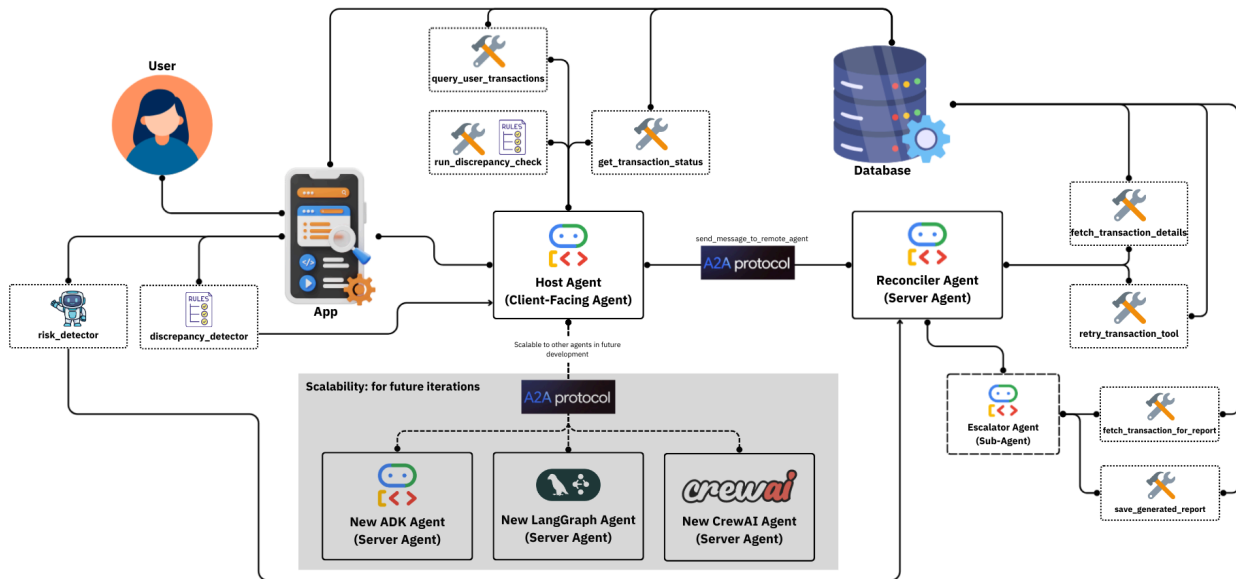 User
query_user_transactions
RULES
run_discrepancy_check
get_transaction_status
Database
fetch_transaction_details
send_message_to_remote_agent
A2A protocol
Host Agent
(Client-Facing Agent)
Reconciler Agent
(Server Agent)
App
RULES
risk_detector
discrepancy_detector
retry_transaction_tool
Scalable to other agents in future
development
Scalability: for future iterations
A2A protocol
Escalator Agent
(Sub-Agent)
fetch_transaction_for_report
save_generated_report
New ADK Agent
(Server Agent)
New LangGraph Agent
(Server Agent)
crewai
New CrewAI Agent
(Server Agent)